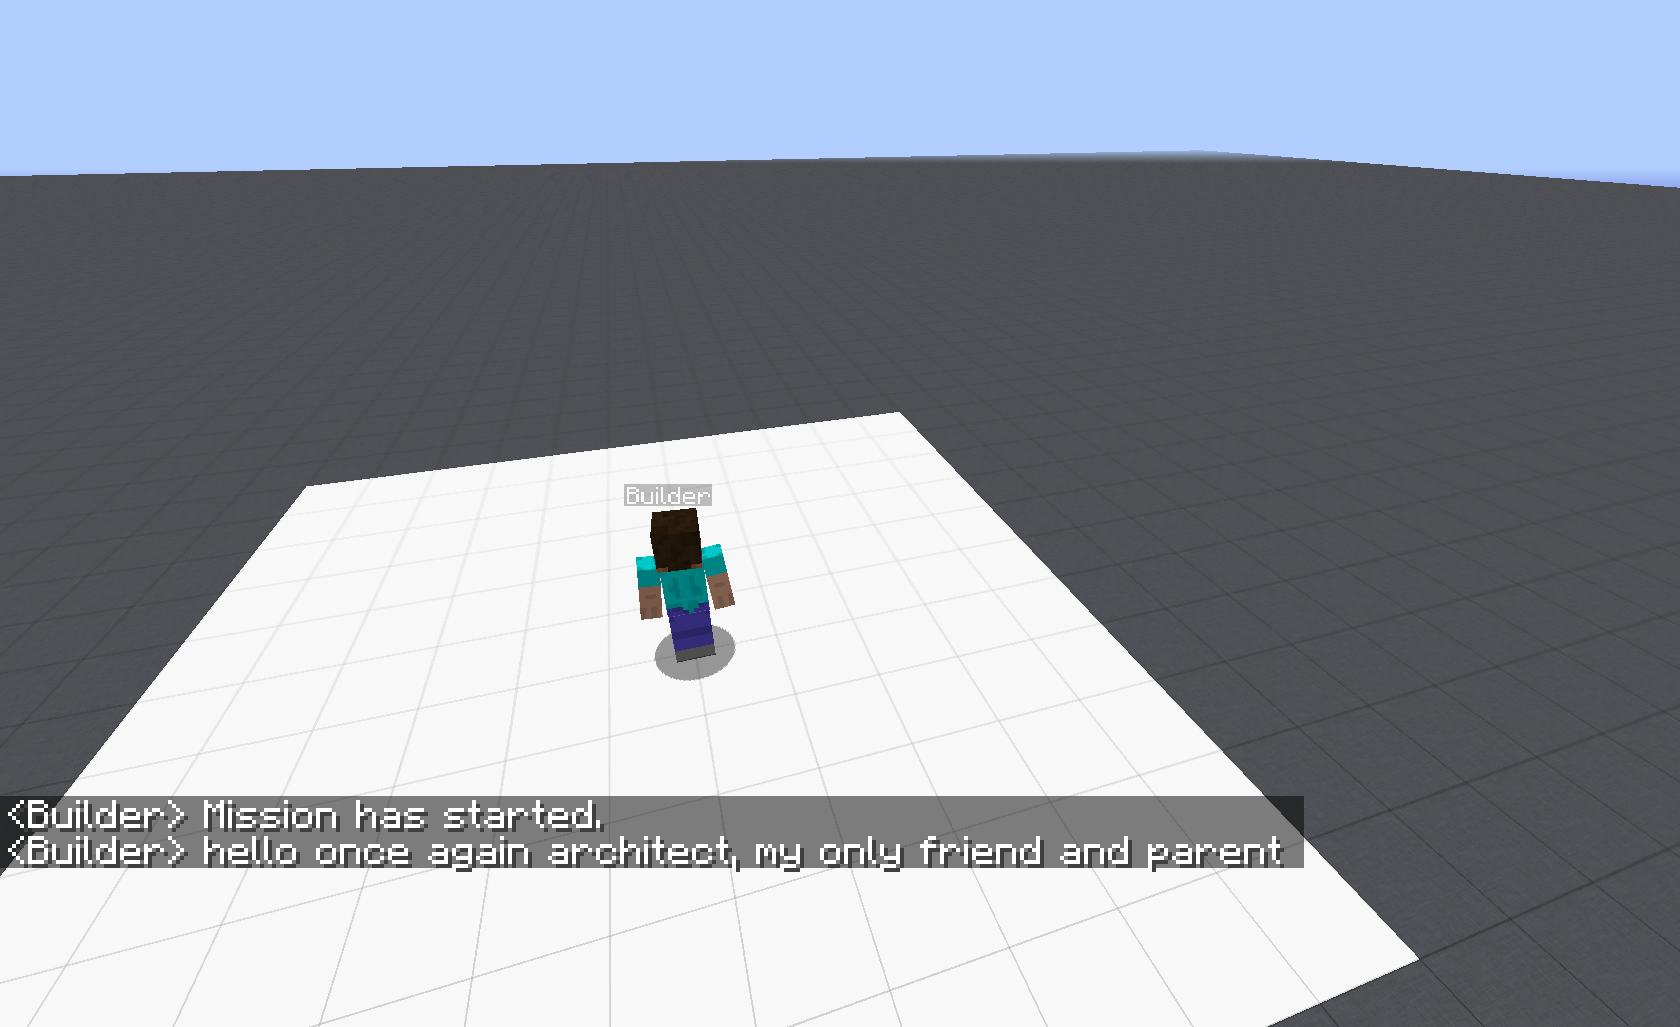 Builder
<Builder> Mission has started.
<Builder> hello once again architect, my only friend and parent